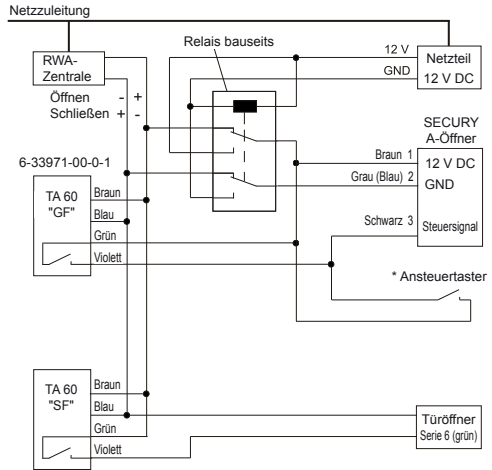 Netzzuleitung
Relais bauseits
12 V
GND
Netzteil
12 V DC
RWA-
Zentrale
Öffnen - +
Schließen + -
SECURY
A-Öffner
6-33971-00-0-1
Braun 1
12 V DC
Grau (Blau) 2
GND
TA 60
"GF"
Braun
Blau
Grün
Violett
Schwarz 3
Steuersignal
* Ansteuertaster
TA 60
"SF"
Braun
Blau
Grün
Violett
Türöffner
Serie 6 (grün)